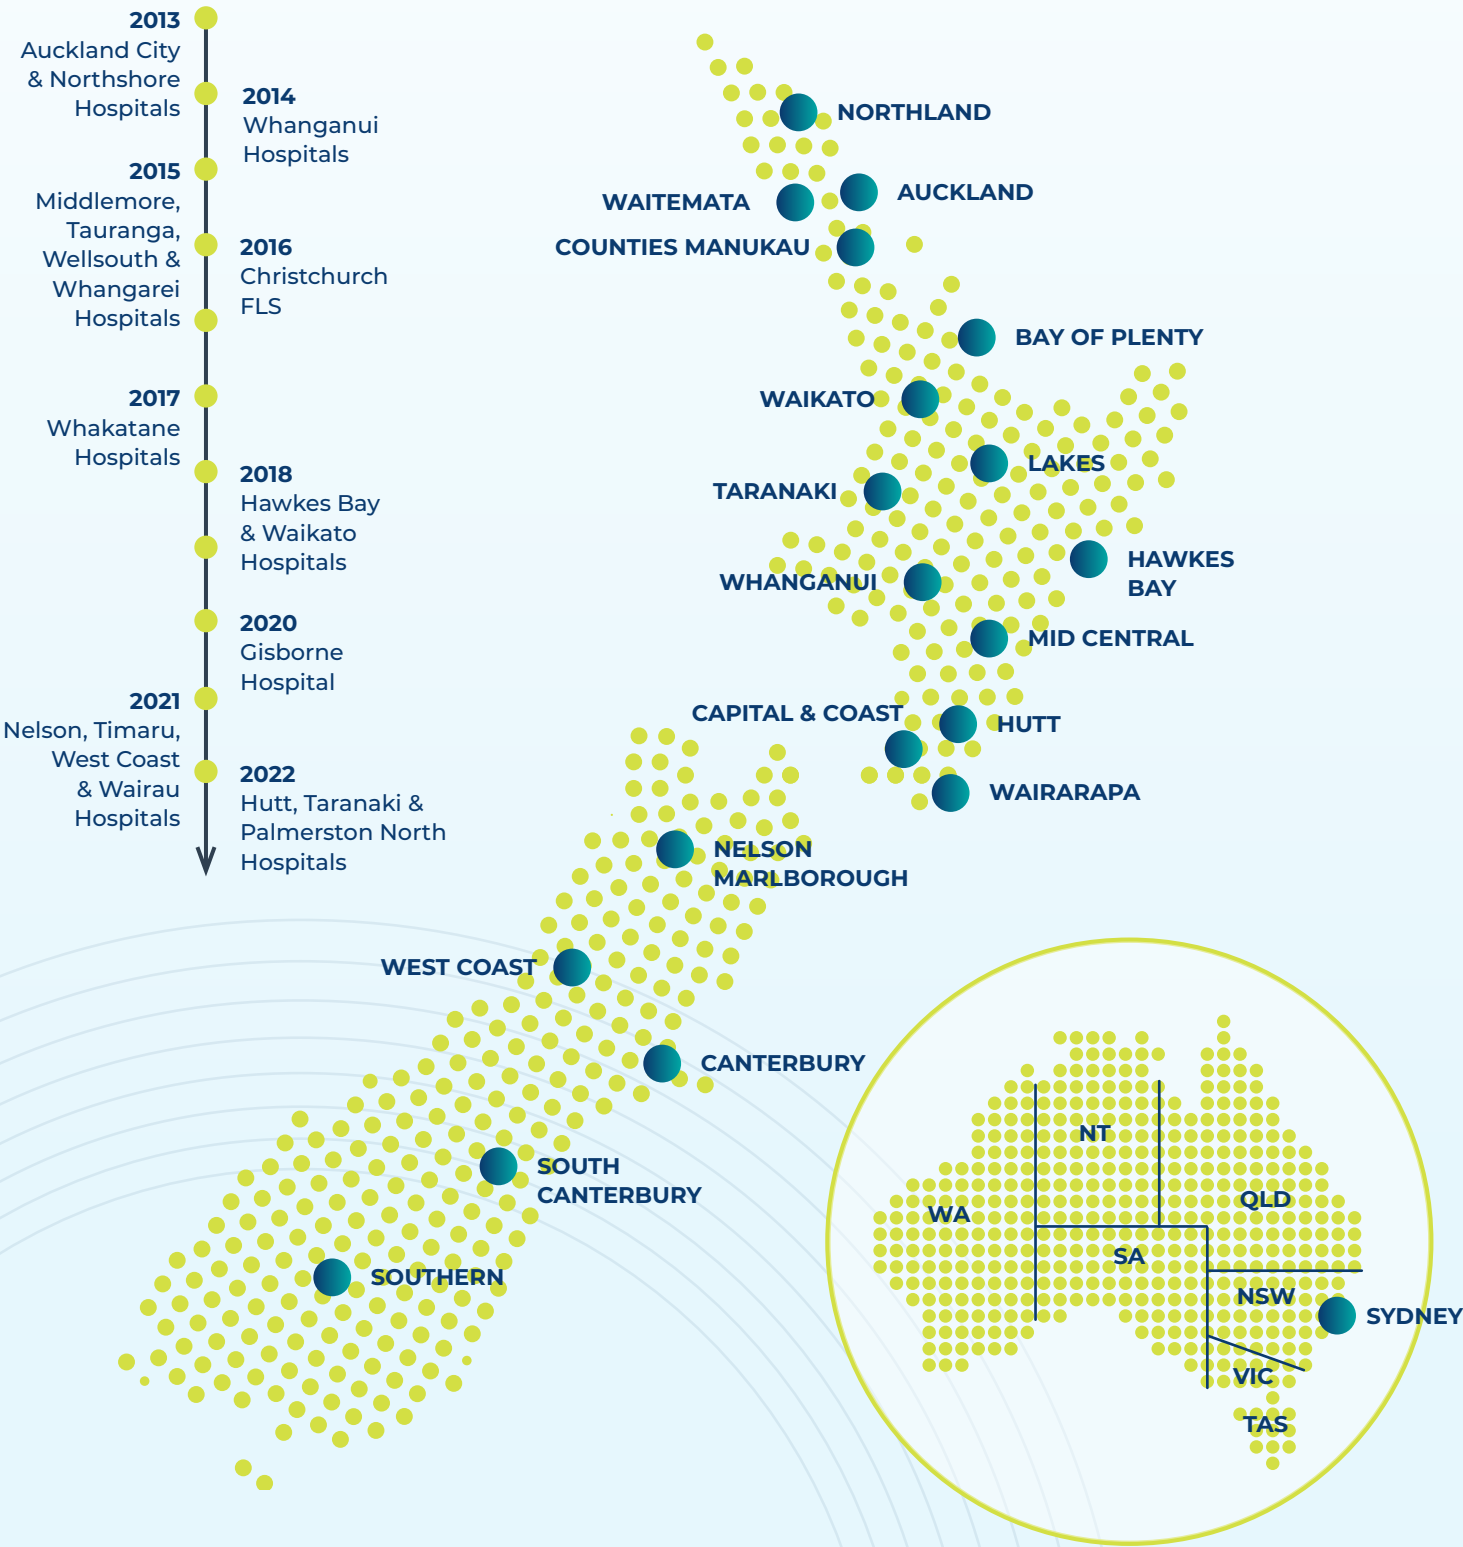 2013
Auckland City
& Northshore
Hospitals
2014
Whanganui
Hospitals
2015
Middlemore,
Tauranga,
Wellsouth &
Whangarei
Hospitals
2016
Christchurch
FLS
2017
Whakatane
Hospitals
2018
Hawkes Bay
& Waikato
Hospitals
2020
Gisborne
Hospital
2021
Nelson, Timaru,
West Coast
& Wairau
Hospitals
2022
Hutt, Taranaki &
Palmerston North
Hospitals
NORTHLAND
AUCKLAND
WAITEMATA
COUNTIES MANUKAU
BAY OF PLENTY
WAIKATO
LAKES
TARANAKI
HAWKES
BAY
WHANGANUI
MID CENTRAL
CAPITAL & COAST
HUTT
WAIRARAPA
NELSON
MARLBOROUGH
WEST COAST
CANTERBURY
SOUTH
CANTERBURY
SOUTHERN
NT
QLD
WA
SA
NSW
SYDNEY
VIC
TAS